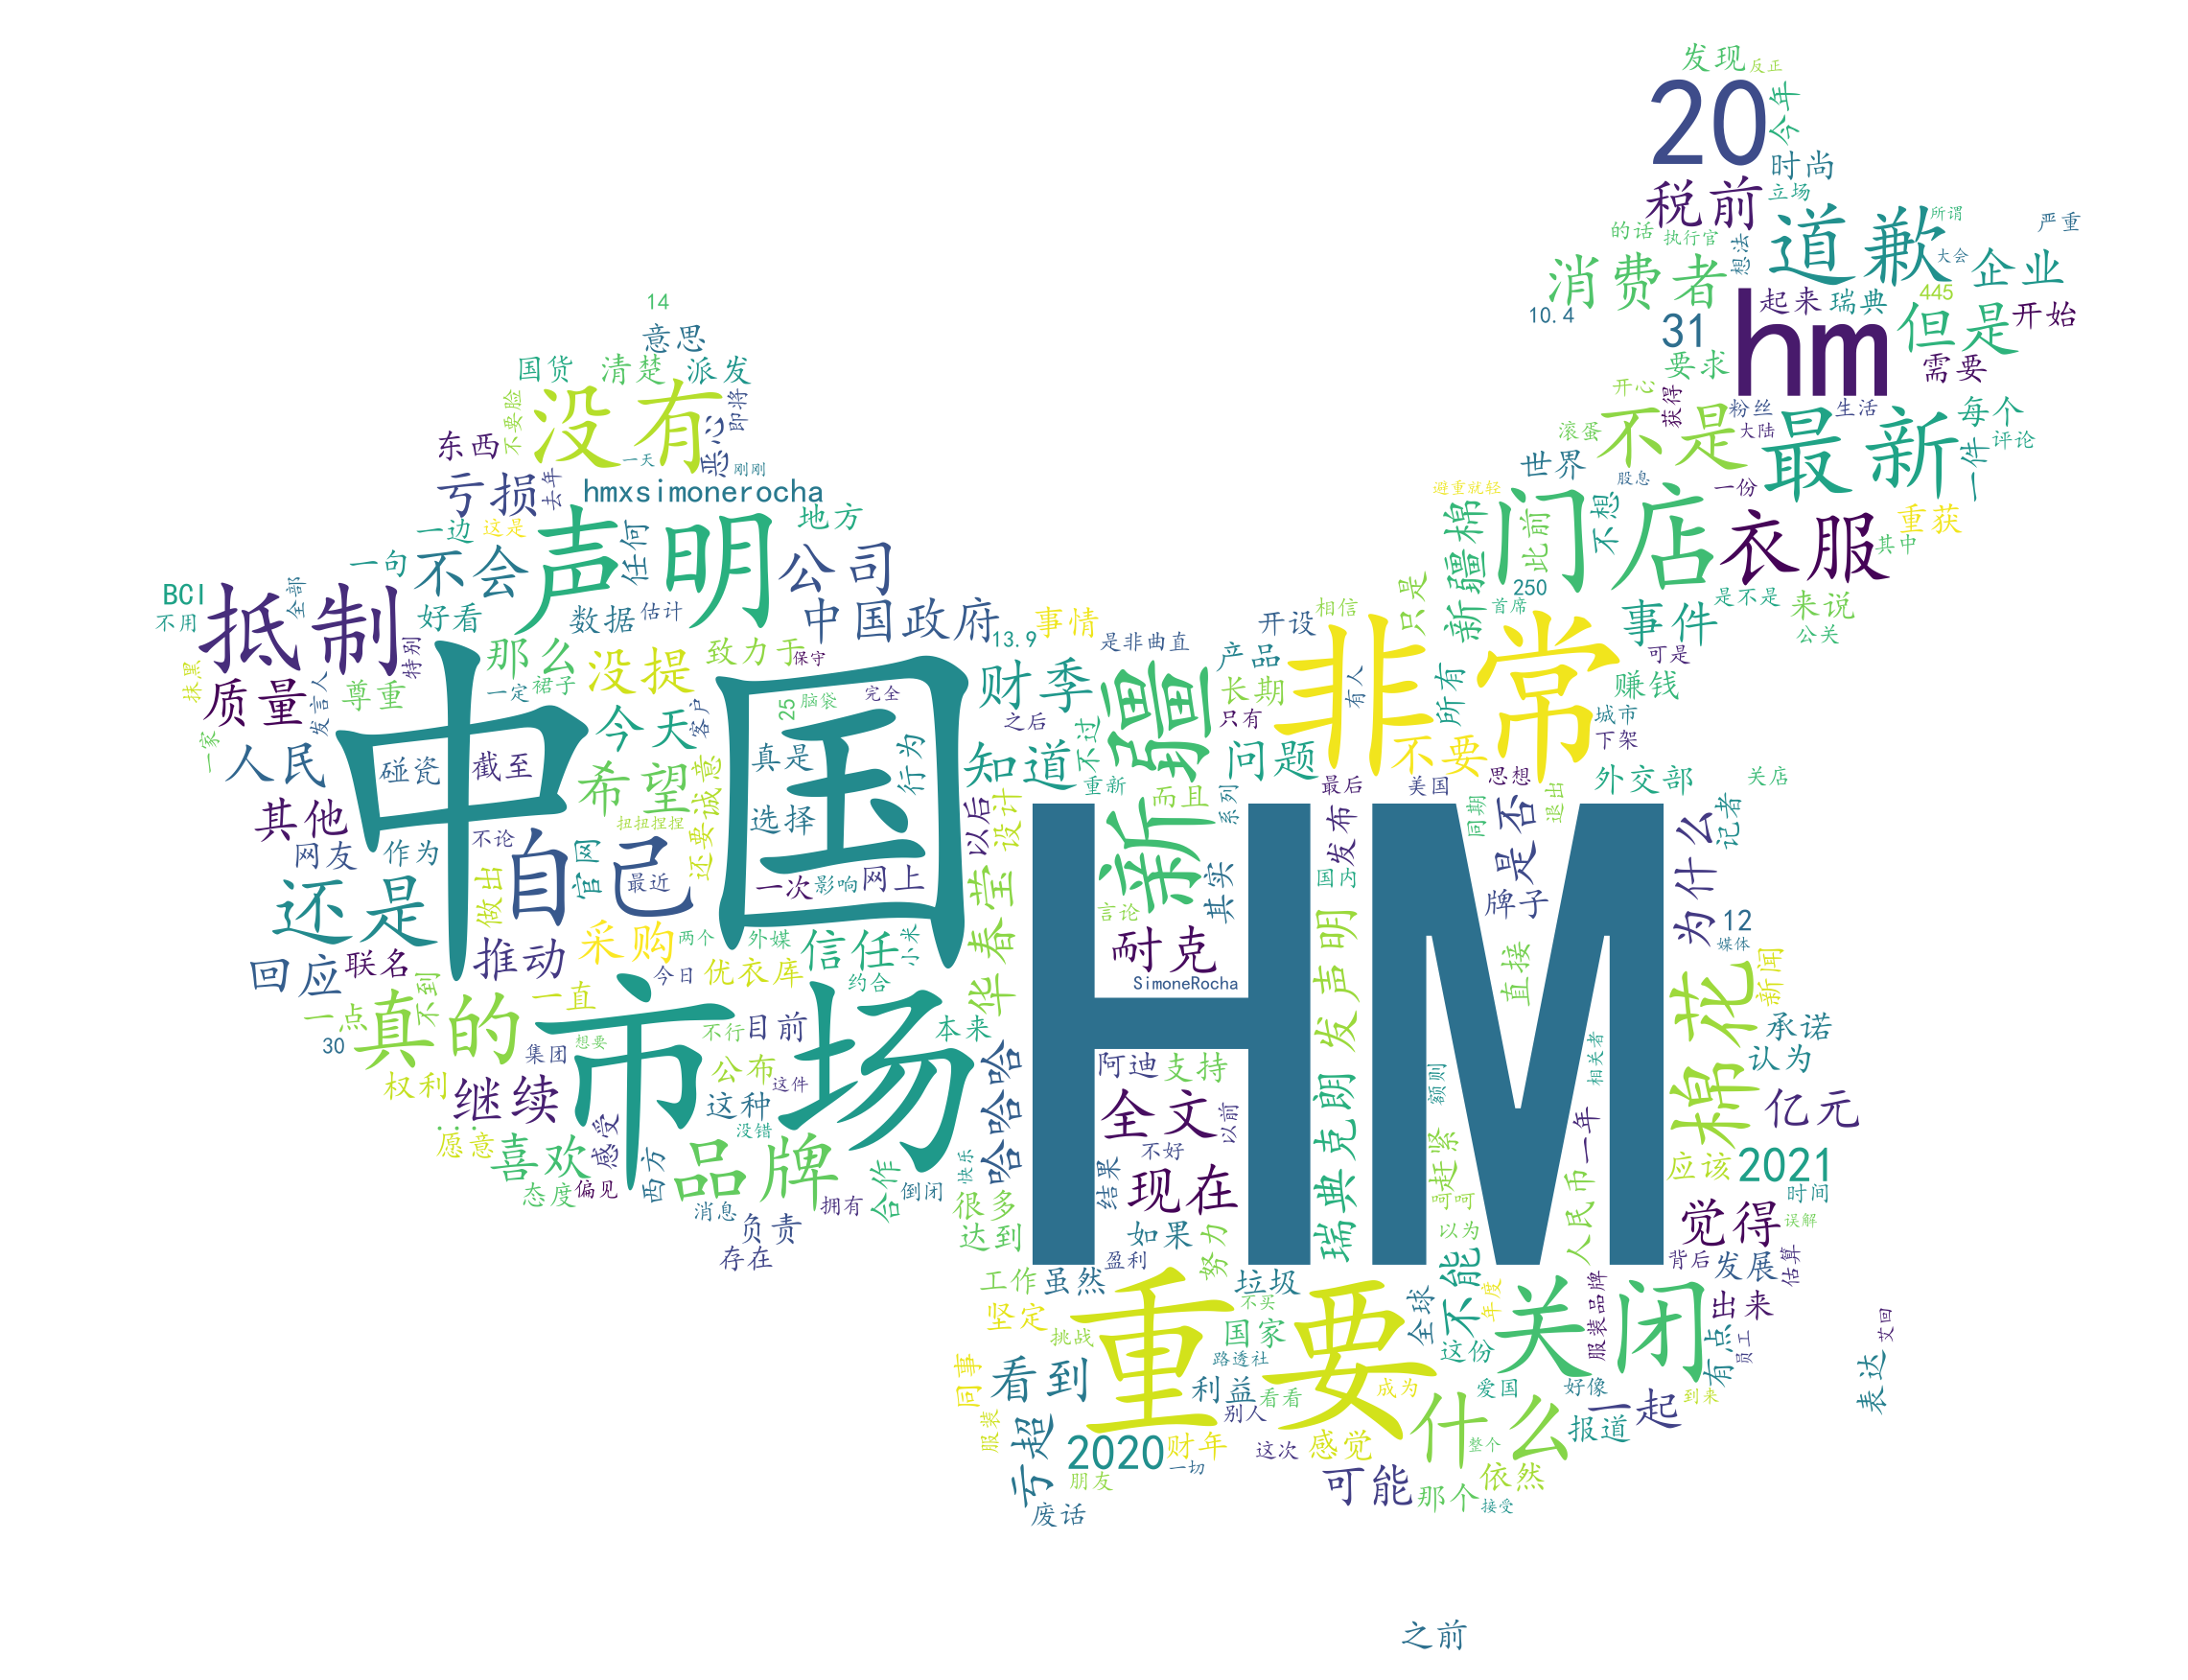 发现
反正
20
今年
时尚
税前
立场
道歉
所谓
严重
的话
执行官
想法
大会
企业
消费者
445
10.4
31
hm
起来
瑞典
但是
开始
要求
需要
14
意思
国货
清楚
派发
不要脸
没有
即将
东西
恶心
一天
刚刚
亏损
去年
hmxsimonerocha
开心
获得
粉丝
生活
大陆
每个
滚蛋
不是
最新
一件
评论
世界
股息
避重就轻
一份
门店
不想
此前
衣服
重获
其中
新疆棉
250
首席
事件
是不是
来说
公关
一边
这是
地方
一句
不会
声明
任何
公司
BCI
不用
抵制
全部
好看
数据
估计
中国政府
13.9
事情
是非曲直
开设
相信
只是
特别
那么
没提
致力于
保守
财季
产品
长期
非常
有人
所有
可是
赚钱
抹黑
质量
尊重
发言人
一定
裙子
中国
25
脑袋
完全
之后
新疆
只有
城市
下架
一家
人民
碰瓷
截至
今天
客户
真是
行为
知道
不过
问题
不要
希望
诚意
还要
重新
最后
美国
思想
外交部
关店
其他
扭扭捏捏
选择
以后
设计
而且
系列
HM
同期
退出
是否
记者
为什么
网友
作为
不论
自己
官网
最近
一次
影响
网上
其实
国内
发布
牌子
还是
做出
华春莹
言论
耐克
瑞典克朗
发声明
直接
12
媒体
回应
联名
推动
采购
两个
外媒
信任
小米
今日
优衣库
约合
SimoneRocha
棉花
新闻
一点
不到
真的
一直
市场
不行
目前
本来
30
集团
想要
公布
这件
哈哈哈
阿迪
支持
额则
相关者
承诺
认为
权利
继续
这种
没错
全文
以前
赶紧
一年
亿元
...
愿意
喜欢
感受
西方
品牌
合作
快乐
不好
现在
结果
呵呵
人民币
应该
2021
态度
偏见
消息
拥有
倒闭
很多
如果
努力
以为
觉得
时间
误解
负责
存在
达到
盈利
不能
背后
发展
估算
工作
虽然
垃圾
不买
全球
年度
服装品牌
出来
坚定
挑战
重要
国家
路透社
这份
关闭
有点
员工
艾回
表达
同事
看到
利益
看看
成为
爱国
好像
一起
到来
服装
亏超
别人
什么
报道
2020
财年
这次
感觉
整个
朋友
一切
可能
那个
依然
接受
废话
之前